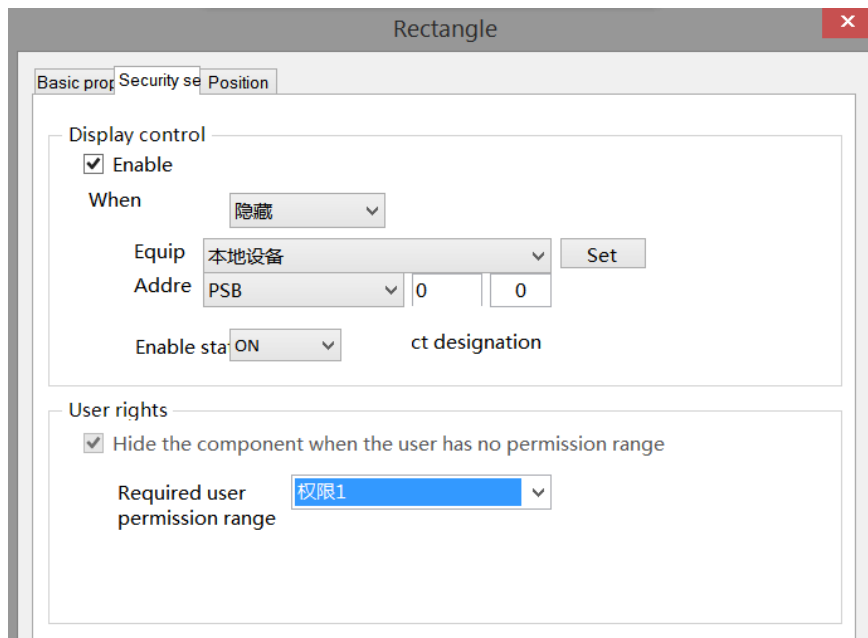 Rectangle
Basic prop Security se Position
Display control
Enable
When 隐藏
Equip 本地设备 Set
Addre PSB 0 0
Enable stat ON ct designation
User rights
Hide the component when the user has no permission range
Required user 权限1
permission range